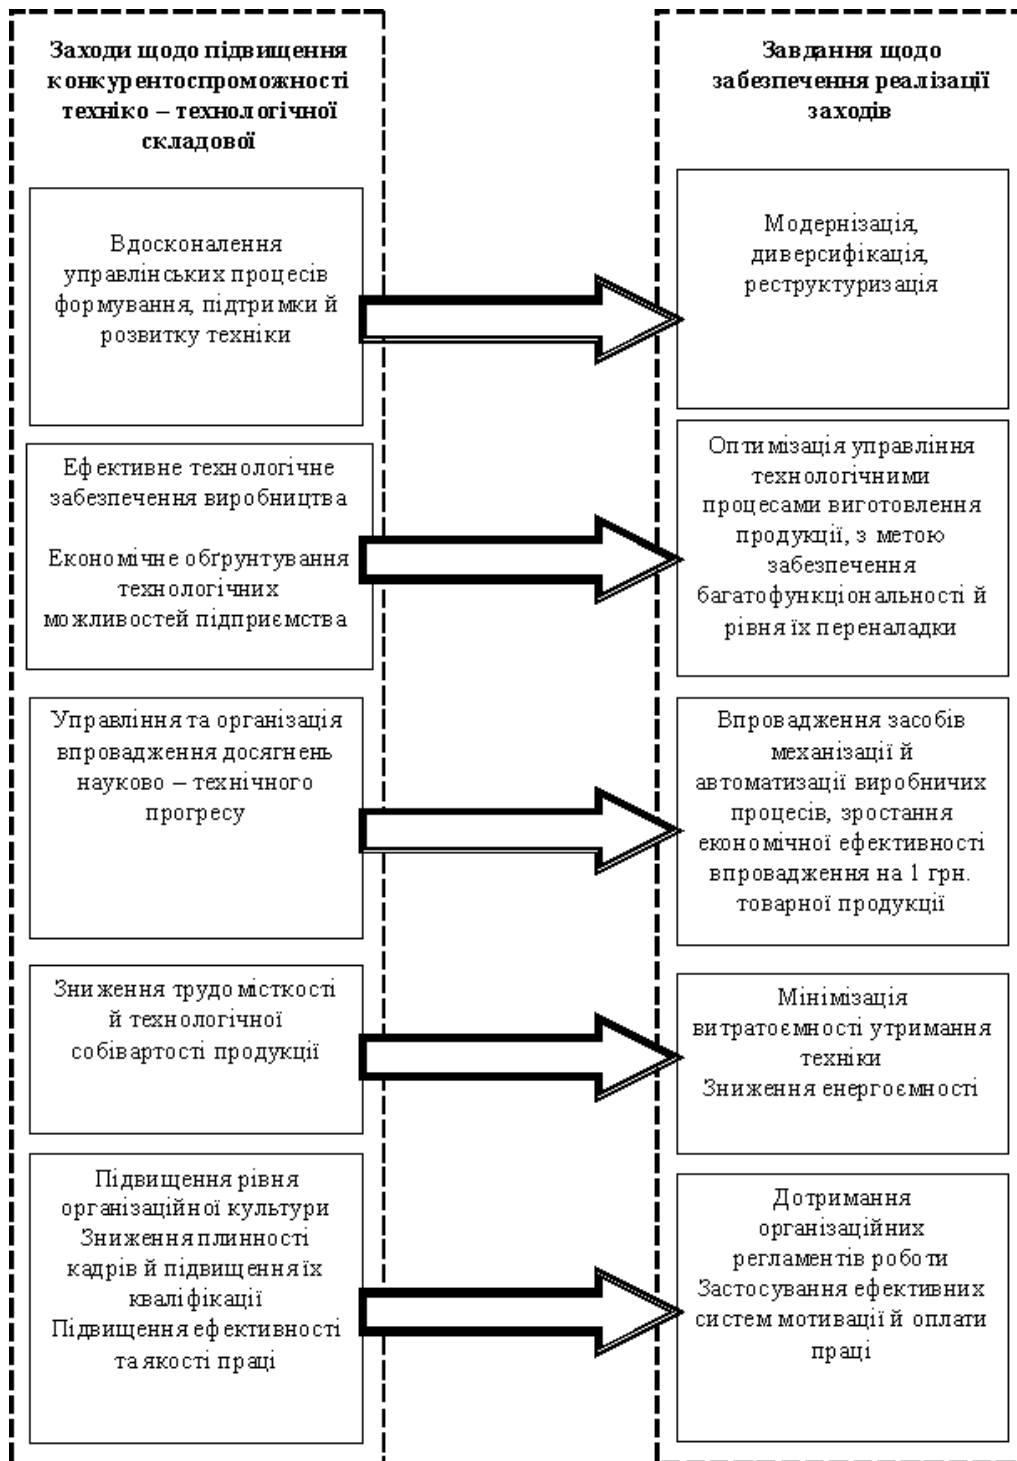 Заходи щодо підвищення
конкурентоспроможності
техніко – технологічної
складової
Завдання щодо
забезпечення реалізації
заходів
Вдосконалення
управлінських процесів
формування, підтримки й
розвитку техніки
Модернізація,
диверсифікація,
реструктуризація
Ефективне технологічне
забезпечення виробництва
Економічне обґрунтування
технологічних
можливостей підприємства
Оптимізація управління
технологічними
процесами виготовлення
продукції, з метою
забезпечення
багатофункціональності й
рівня їх переналадки
Управління та організація
впровадження досягнень
науково – технічного
прогресу
Впровадження засобів
механізації й
автоматизації виробничих
процесів, зростання
економічної ефективності
впровадження на 1 грн.
товарної продукції
Зниження трудомісткості
й технологічної
собівартості продукції
Мінімізація
витратоємності утримання
техніки
Зниження енергоємності
Підвищення рівня
організаційної культури
Зниження плинності
кадрів й підвищення їх
кваліфікації
Підвищення ефективності
та якості праці
Дотримання
організаційних
регламентів роботи
Застосування ефективних
систем мотивації й оплати
праці